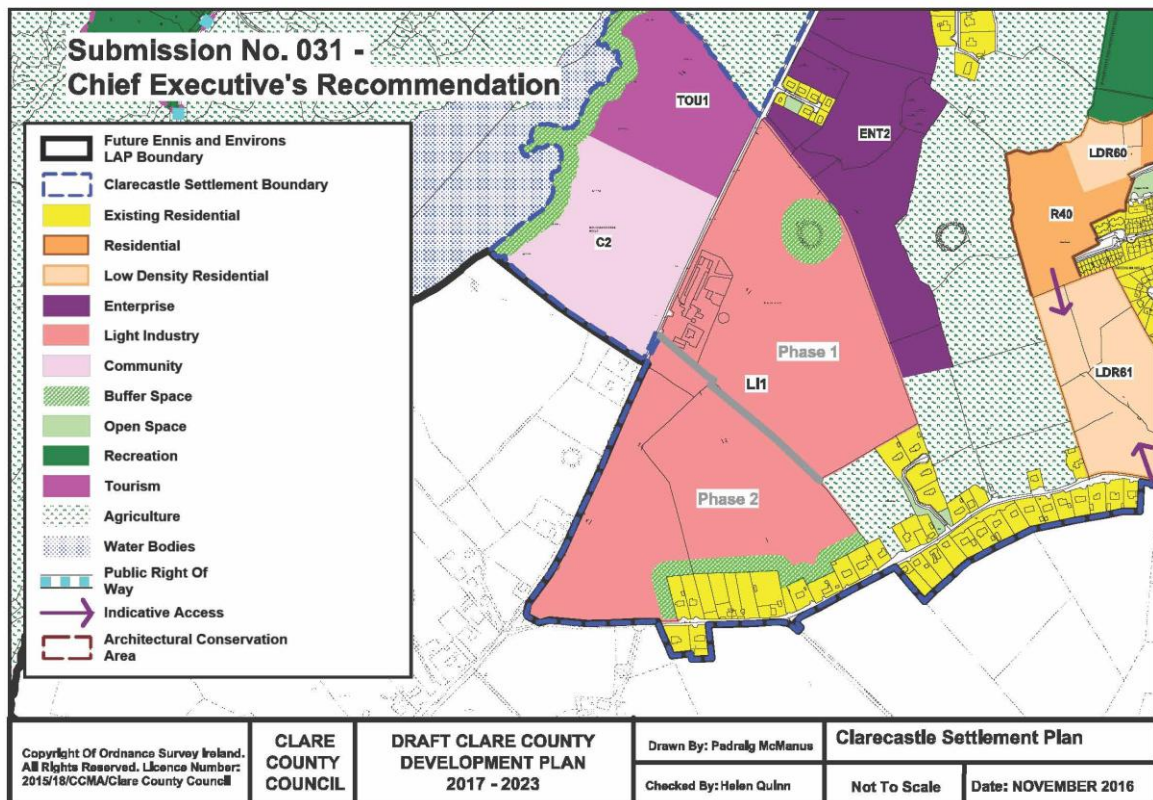 Submission No. 031 -
Chief Executive's Recommendation
Future Ennis and Environs
LAP Boundary
Clarecastle Settlement Boundary
Existing Residential
Residential
Low Density Residential
Enterprise
Light Industry
Community
Buffer Space
Open Space
Recreation
Tourism
Agriculture
Water Bodies
Public Right Of
Way
Indicative Access
Architectural Conservation
Area
TOU1
ENT2
LDR60
R40
C2
Phase 1
LI1
LDR61
Phase 2
Copyright Of Ordnance Survey Ireland.
All Rights Reserved. Licence Number:
2015/18/CCMA/Clare County Council
CLARE
COUNTY
COUNCIL
DRAFT CLARE COUNTY
DEVELOPMENT PLAN
2017 - 2023
Drawn By: Padraig McManus
Checked By: Helen Quinn
Clarecastle Settlement Plan
Not To Scale
Date: NOVEMBER 2016